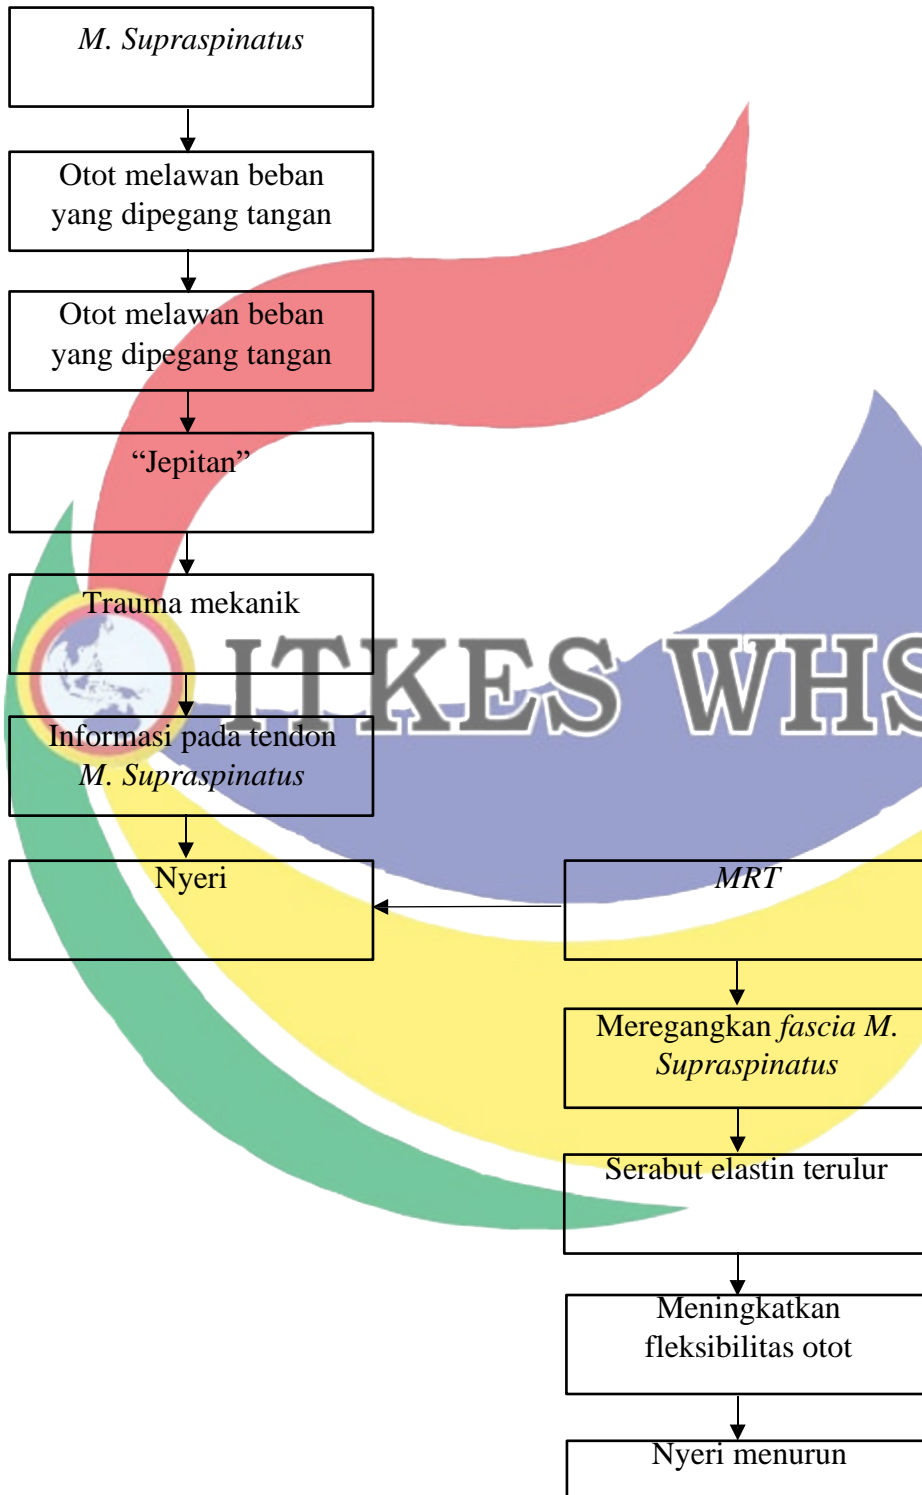 M. Supraspinatus
Otot melawan beban
yang dipegang tangan
Otot melawan beban
yang dipegang tangan
“Jepitan”
Trauma mekanik
ITKES WHS
Informasi pada tendon
M. Supraspinatus
Nyeri
MRT
Meregangkan fascia M.
Supraspinatus
Serabut elastin terulur
Meningkatkan
fleksibilitas otot
Nyeri menurun